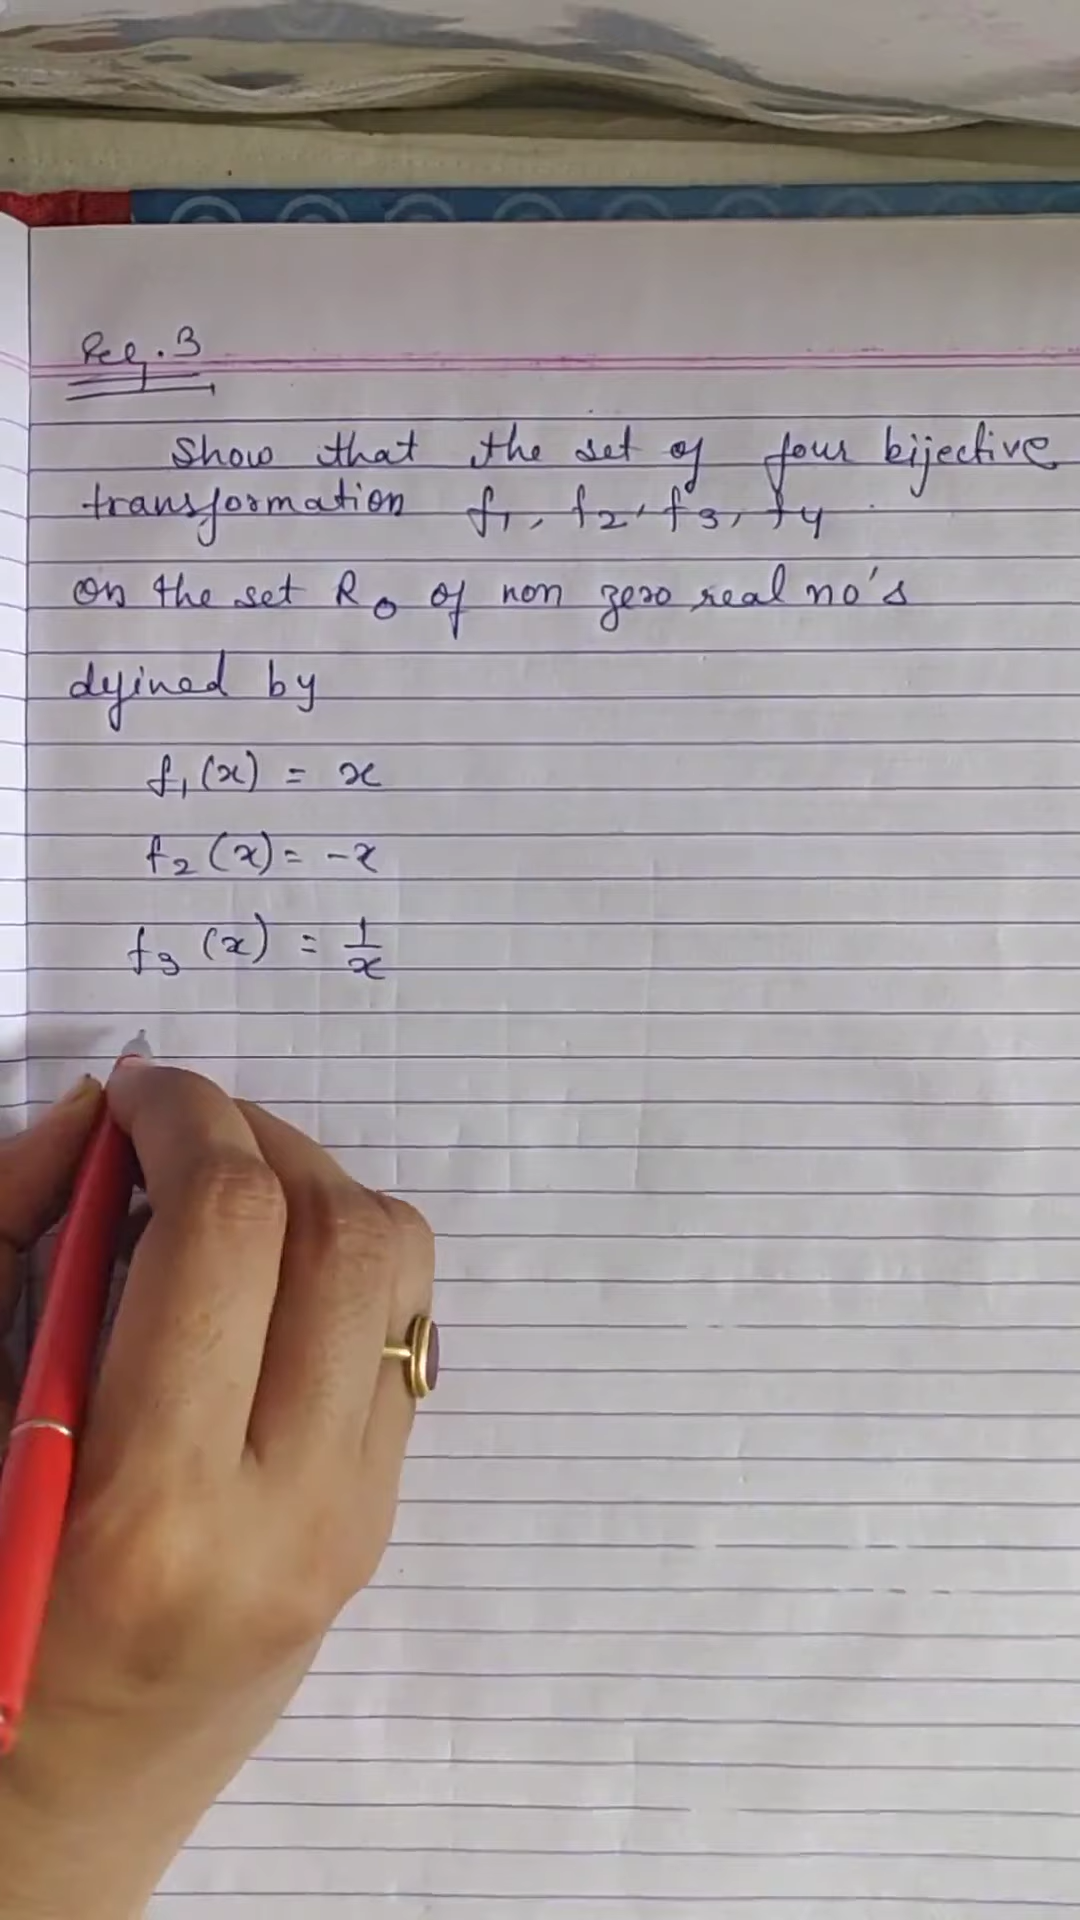 Req. 3
Show that the set of four bijective
transformation f₁, f₂, f₃, f₄
on the set R₀ of non zero real no's
defined by
f₁(x) = x
f₂(x) = -x
f₃(x) = 1/x